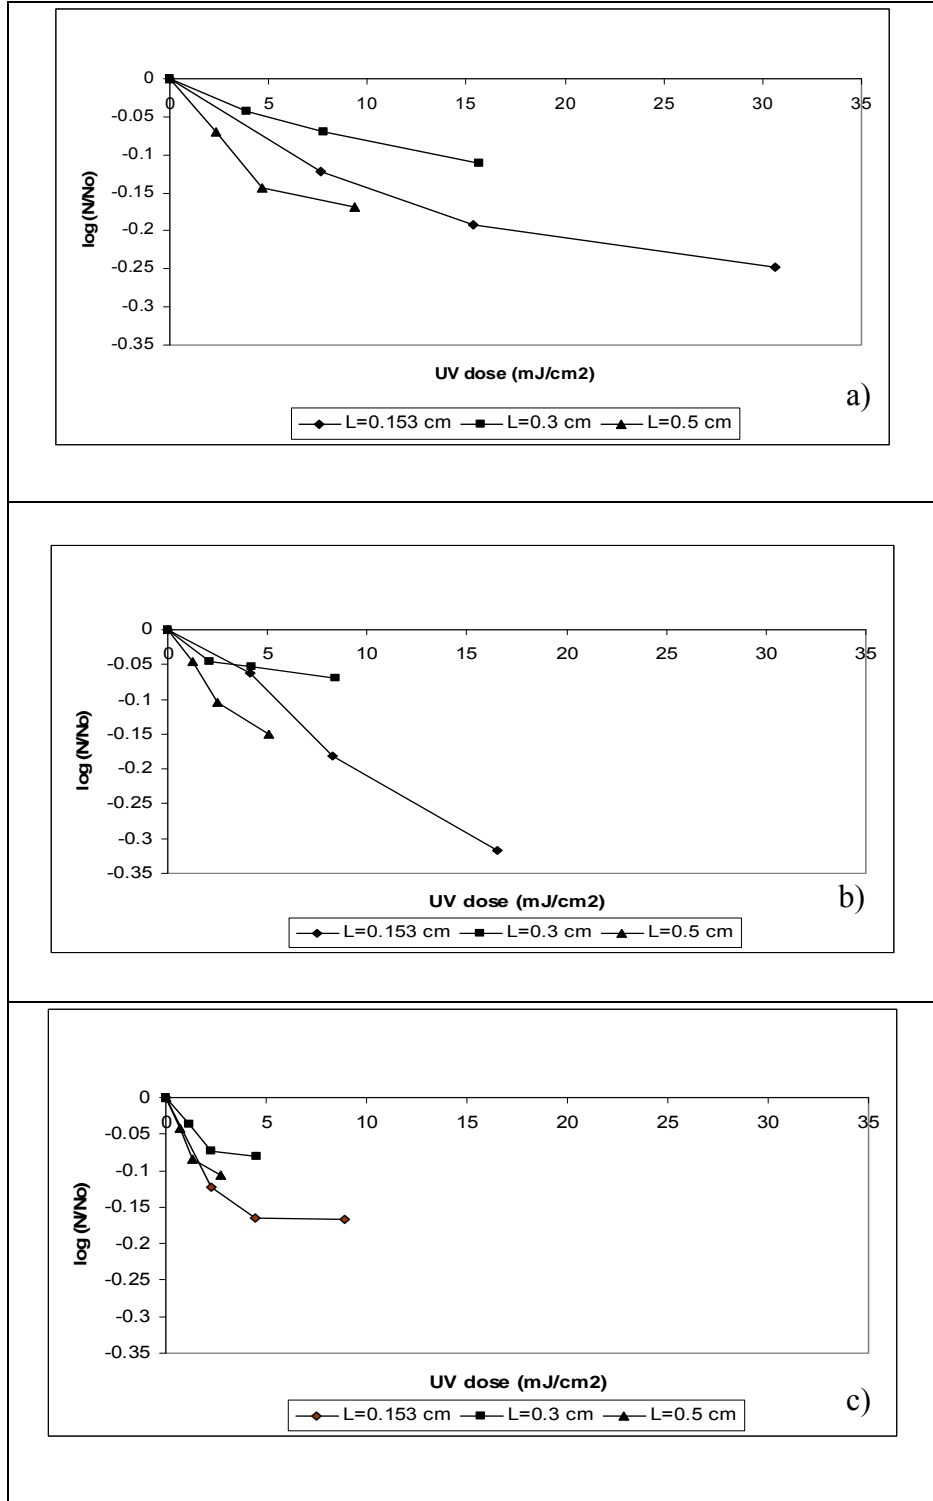 0
0 5 10 15 20 25 30 35
-0.05
-0.1
-0.15
-0.2
-0.25
-0.3
-0.35
log (N/No)
UV dose (mJ/cm2)
a)
L=0.153 cm L=0.3 cm L=0.5 cm
0
0 5 10 15 20 25 30 35
-0.05
-0.1
-0.15
-0.2
-0.25
-0.3
-0.35
log (N/No)
UV dose (mJ/cm2)
b)
L=0.153 cm L=0.3 cm L=0.5 cm
0
0 5 10 15 20 25 30 35
-0.05
-0.1
-0.15
-0.2
-0.25
-0.3
-0.35
log (N/No)
UV dose (mJ/cm2)
c)
L=0.153 cm L=0.3 cm L=0.5 cm